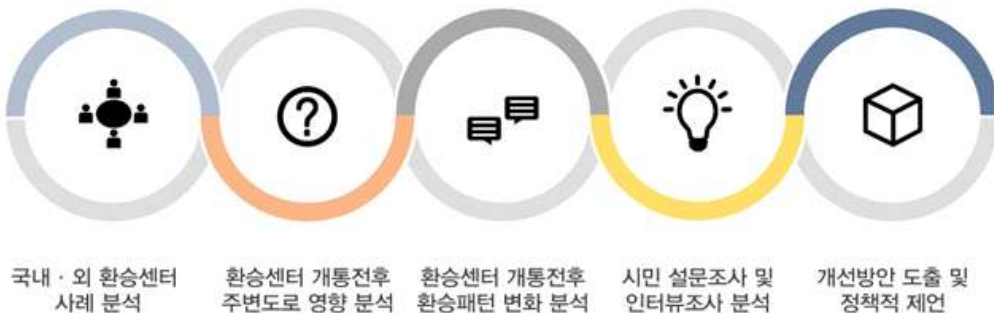 국내 · 외 환승센터
사례 분석
환승센터 개통전후
주변도로 영향 분석
환승센터 개통전후
환승패턴 변화 분석
시민 설문조사 및
인터뷰조사 분석
개선방안 도출 및
정책적 제언